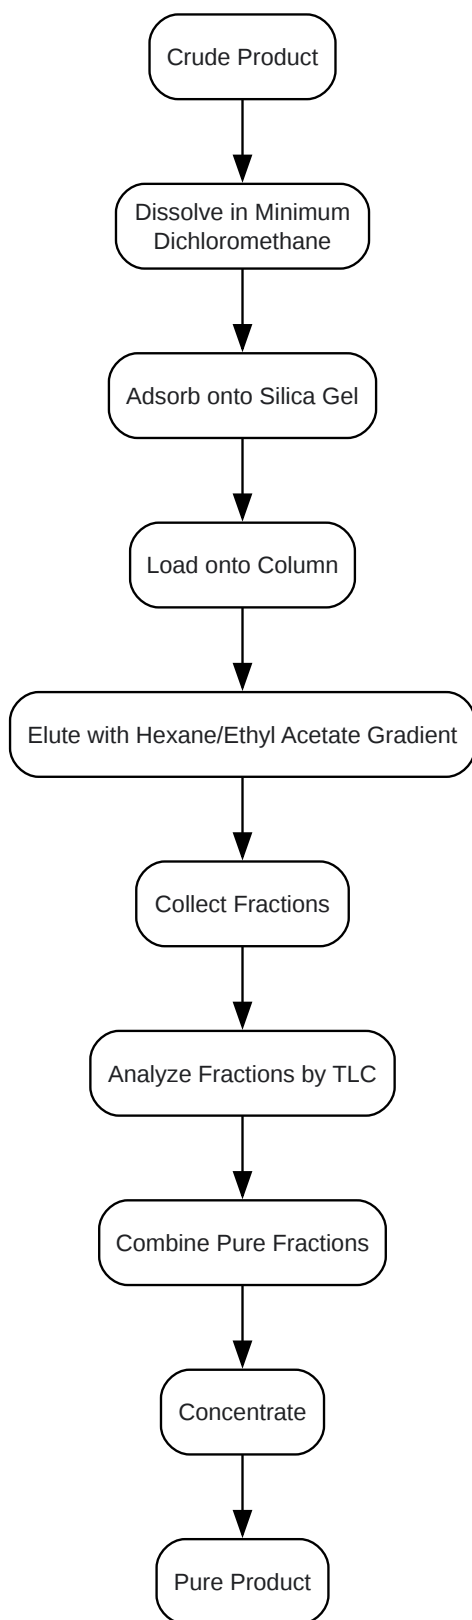 Crude Product
Dissolve in Minimum
Dichloromethane
Adsorb onto Silica Gel
Load onto Column
Elute with Hexane/Ethyl Acetate Gradient
Collect Fractions
Analyze Fractions by TLC
Combine Pure Fractions
Concentrate
Pure Product